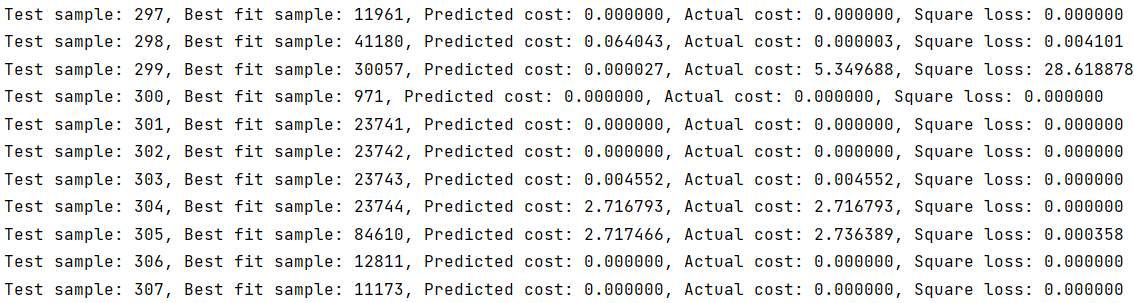 Test sample: 297, Best fit sample: 11961, Predicted cost: 0.000000, Actual cost: 0.000000, Square loss: 0.000000
Test sample: 298, Best fit sample: 41180, Predicted cost: 0.064043, Actual cost: 0.000003, Square loss: 0.004101
Test sample: 299, Best fit sample: 30057, Predicted cost: 0.000027, Actual cost: 5.349688, Square loss: 28.618878
Test sample: 300, Best fit sample: 971, Predicted cost: 0.000000, Actual cost: 0.000000, Square loss: 0.000000
Test sample: 301, Best fit sample: 23741, Predicted cost: 0.000000, Actual cost: 0.000000, Square loss: 0.000000
Test sample: 302, Best fit sample: 23742, Predicted cost: 0.000000, Actual cost: 0.000000, Square loss: 0.000000
Test sample: 303, Best fit sample: 23743, Predicted cost: 0.004552, Actual cost: 0.004552, Square loss: 0.000000
Test sample: 304, Best fit sample: 23744, Predicted cost: 2.716793, Actual cost: 2.716793, Square loss: 0.000000
Test sample: 305, Best fit sample: 84610, Predicted cost: 2.717466, Actual cost: 2.736389, Square loss: 0.000358
Test sample: 306, Best fit sample: 12811, Predicted cost: 0.000000, Actual cost: 0.000000, Square loss: 0.000000
Test sample: 307, Best fit sample: 11173, Predicted cost: 0.000000, Actual cost: 0.000000, Square loss: 0.000000